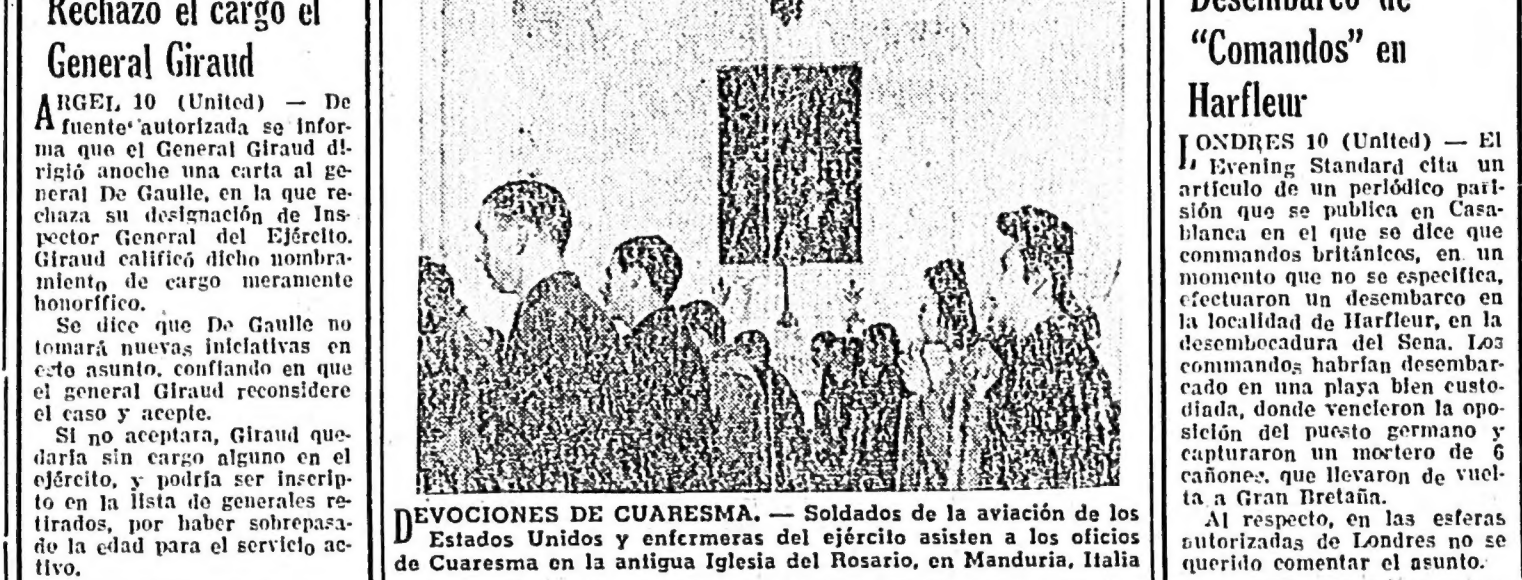 Rechazó el cargo el
General Giraud
ARGEL 10 (United) — De
fuente autorizada se infor-
ma que el General Giraud di-
rigió anoche una carta al ge-
neral De Gaulle, en la que re-
chaza su designación de Ins-
pector General del Ejército.
Giraud calificó dicho nombra-
miento de cargo meramente
honorífico.
Se dice que De Gaulle no
tomará nuevas iniciativas en
este asunto, confiando en que
el general Giraud reconsidere
el caso y acepte.
Si no aceptara, Giraud que-
daría sin cargo alguno en el
ejército, y podría ser inscrip-
to en la lista de generales re-
tirados, por haber sobrepasa-
do la edad para el servicio ac-
tivo.
DEVOCIONES DE CUARESMA. — Soldados de la aviación de los
Estados Unidos y enfermeras del ejército asisten a los oficios
de Cuaresma en la antigua Iglesia del Rosario, en Manduria, Italia
Desembarco de
"Comandos" en
Harfleur
LONDRES 10 (United) — El
Evening Standard cita un
artículo de un periódico pari-
sión que se publica en Casa-
blanca en el que se dice que
commandos británicos, en un
momento que no se especifica,
efectuaron un desembarco en
la localidad de Harfleur, en la
desembocadura del Sena. Los
commandos habrían desembar-
cado en una playa bien custo-
diada, donde vencieron la opo-
sición del puesto germano y
capturaron un mortero de 6
cañones, que llevaron de vuel-
ta a Gran Bretaña.
Al respecto, en las esferas
autorizadas de Londres no se
querido comentar el asunto.